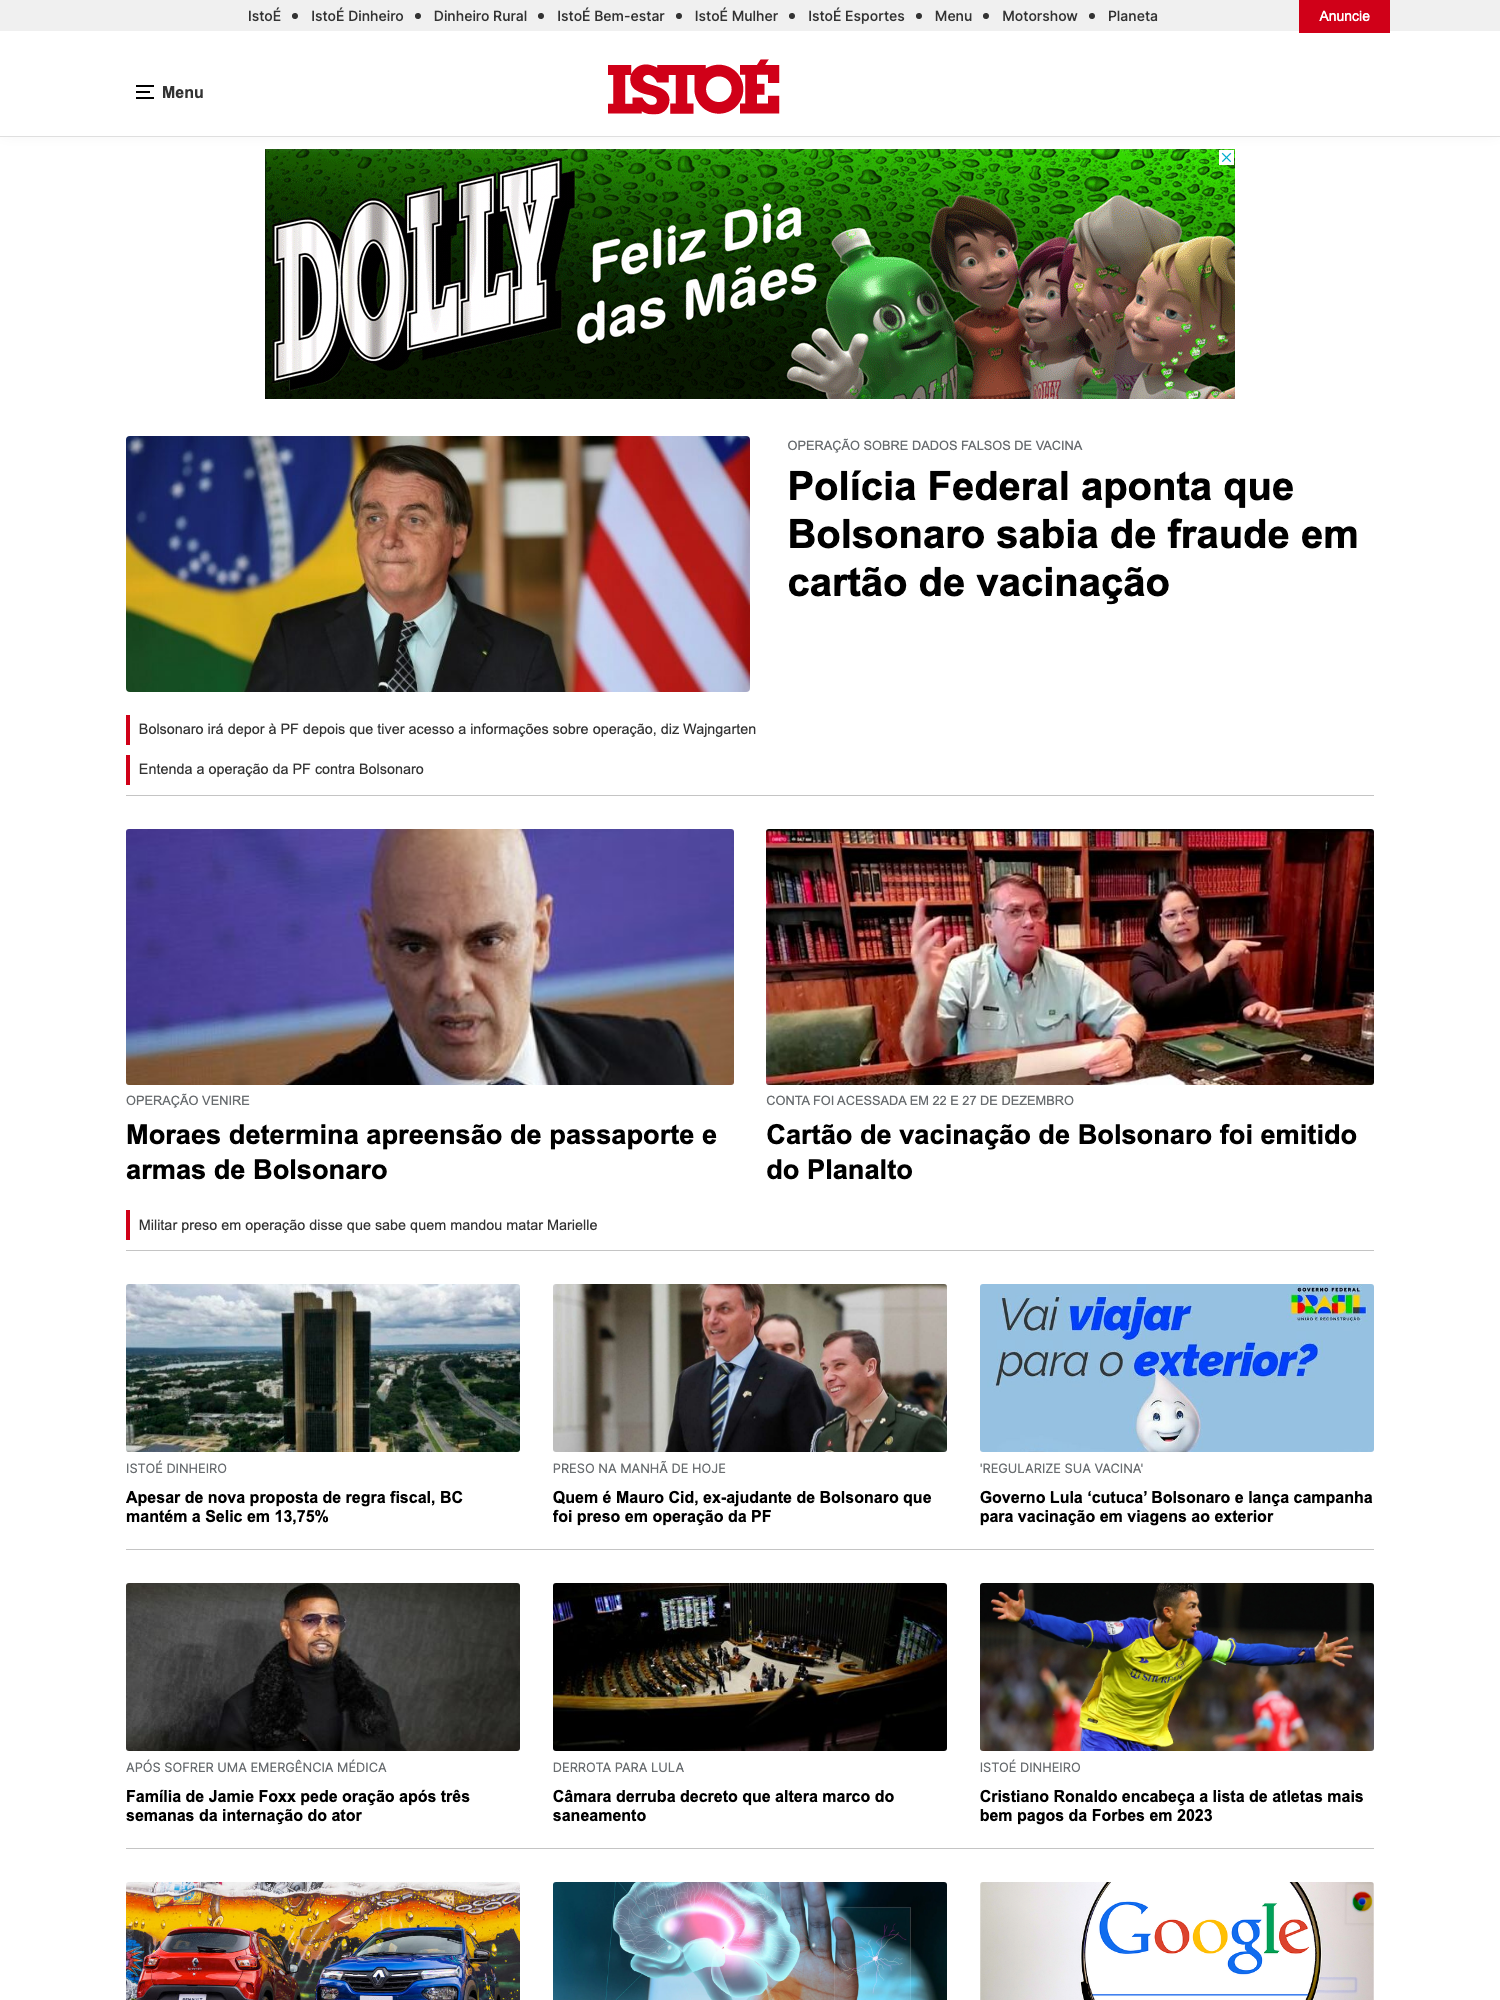 IstoÉ • IstoÉ Dinheiro • Dinheiro Rural • IstoÉ Bem-estar • IstoÉ Mulher • IstoÉ Esportes • Menu • Motorshow • Planeta
Anuncie
Menu
ISTOÉ
DOLLY
Feliz Dia
das Mães
DOLLY
DOLLY
OPERAÇÃO SOBRE DADOS FALSOS DE VACINA
Polícia Federal aponta que
Bolsonaro sabia de fraude em
cartão de vacinação
Bolsonaro irá depor à PF depois que tiver acesso a informações sobre operação, diz Wajngarten
Entenda a operação da PF contra Bolsonaro
OPERAÇÃO VENIRE
Moraes determina apreensão de passaporte e
armas de Bolsonaro
CONTA FOI ACESSADA EM 22 E 27 DE DEZEMBRO
Cartão de vacinação de Bolsonaro foi emitido
do Planalto
Militar preso em operação disse que sabe quem mandou matar Marielle
Vai viajar
para o exterior?
GOVERNO FEDERAL
BRASIL
UNIÃO E RECONSTRUÇÃO
ISTOÉ DINHEIRO
Apesar de nova proposta de regra fiscal, BC
mantém a Selic em 13,75%
PRESO NA MANHÃ DE HOJE
Quem é Mauro Cid, ex-ajudante de Bolsonaro que
foi preso em operação da PF
'REGULARIZE SUA VACINA'
Governo Lula ‘cutuca’ Bolsonaro e lança campanha
para vacinação em viagens ao exterior
APÓS SOFRER UMA EMERGÊNCIA MÉDICA
Família de Jamie Foxx pede oração após três
semanas da internação do ator
DERROTA PARA LULA
Câmara derruba decreto que altera marco do
saneamento
ISTOÉ DINHEIRO
Cristiano Ronaldo encabeça a lista de atletas mais
bem pagos da Forbes em 2023
Google